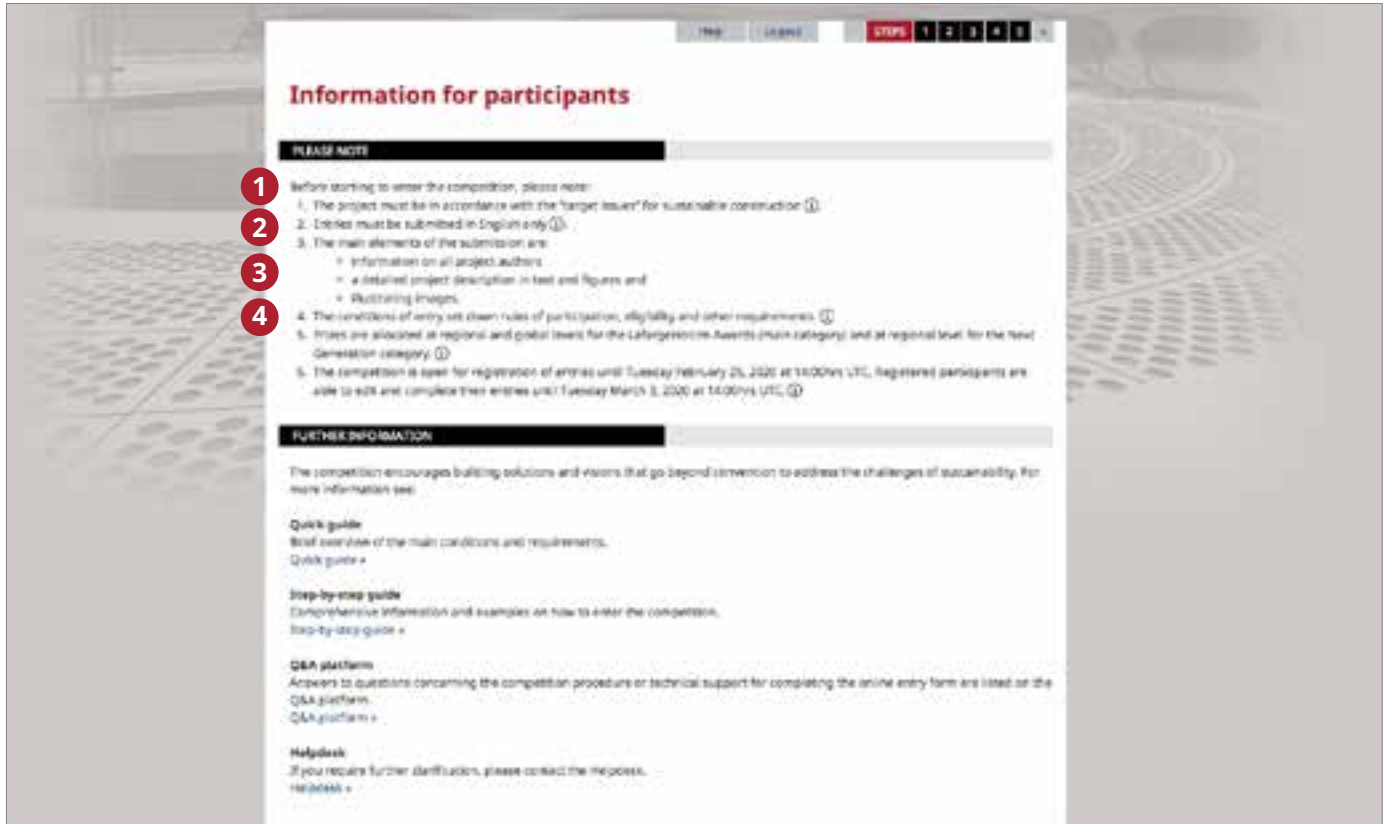 Help Logout STEPS 1 2 3 4 5 »
Information for participants
PLEASE NOTE
1 Before starting to enter the competition, please note:
1. The project must be in accordance with the "target issues" for sustainable construction ⓘ.
2 2. Entries must be submitted in English only ⓘ.
3. The main elements of the submission are:
information on all project authors
3 a detailed project description in text and figures and
illustrating images.
4 4. The conditions of entry set down rules of participation, eligibility and other requirements. ⓘ
5. Prizes are allocated at regional and global levels for the LafargeHolcim Awards (main category) and at regional level for the Next
Generation category. ⓘ
6. The competition is open for registration of entries until Tuesday February 25, 2020 at 14:00hrs UTC. Registered participants are
able to edit and complete their entries until Tuesday March 3, 2020 at 14:00hrs UTC. ⓘ
FURTHER INFORMATION
The competition encourages building solutions and visions that go beyond convention to address the challenges of sustainability. For
more information see:
Quick guide
Brief overview of the main conditions and requirements.
Quick guide »
Step-by-step guide
Comprehensive information and examples on how to enter the competition.
Step-by-step guide »
Q&A platform
Answers to questions concerning the competition procedure or technical support for completing the online entry form are listed on the
Q&A platform.
Q&A platform »
Helpdesk
If you require further clarification, please contact the Helpdesk.
Helpdesk »